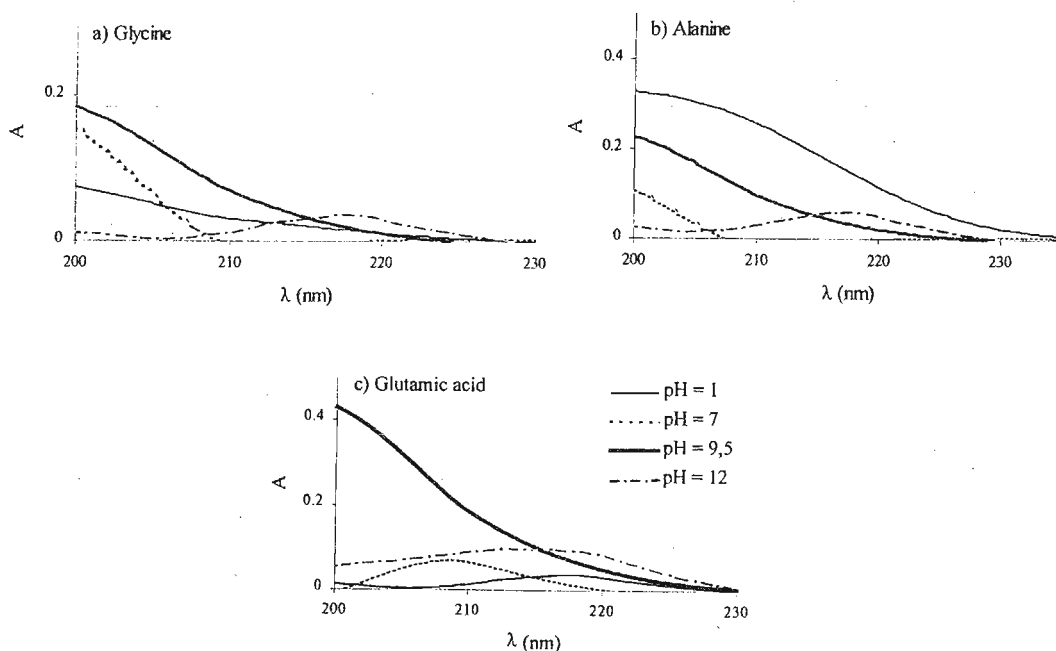 a) Glycine
0.2
A
0
200
210
220
230
λ (nm)
b) Alanine
0.4
0.2
A
0
200
210
220
230
λ (nm)
c) Glutamic acid
0.4
0.2
A
0
200
210
220
230
λ (nm)
pH = 1
pH = 7
pH = 9,5
pH = 12